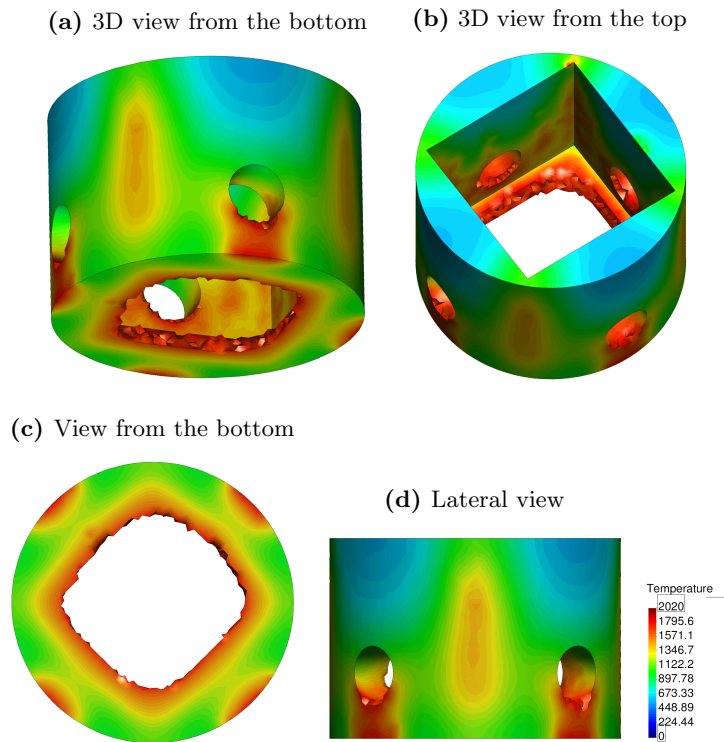 (a) 3D view from the bottom
(b) 3D view from the top
(c) View from the bottom
(d) Lateral view
Temperature
2020
1795.6
1571.1
1346.7
1122.2
897.78
673.33
448.89
224.44
0